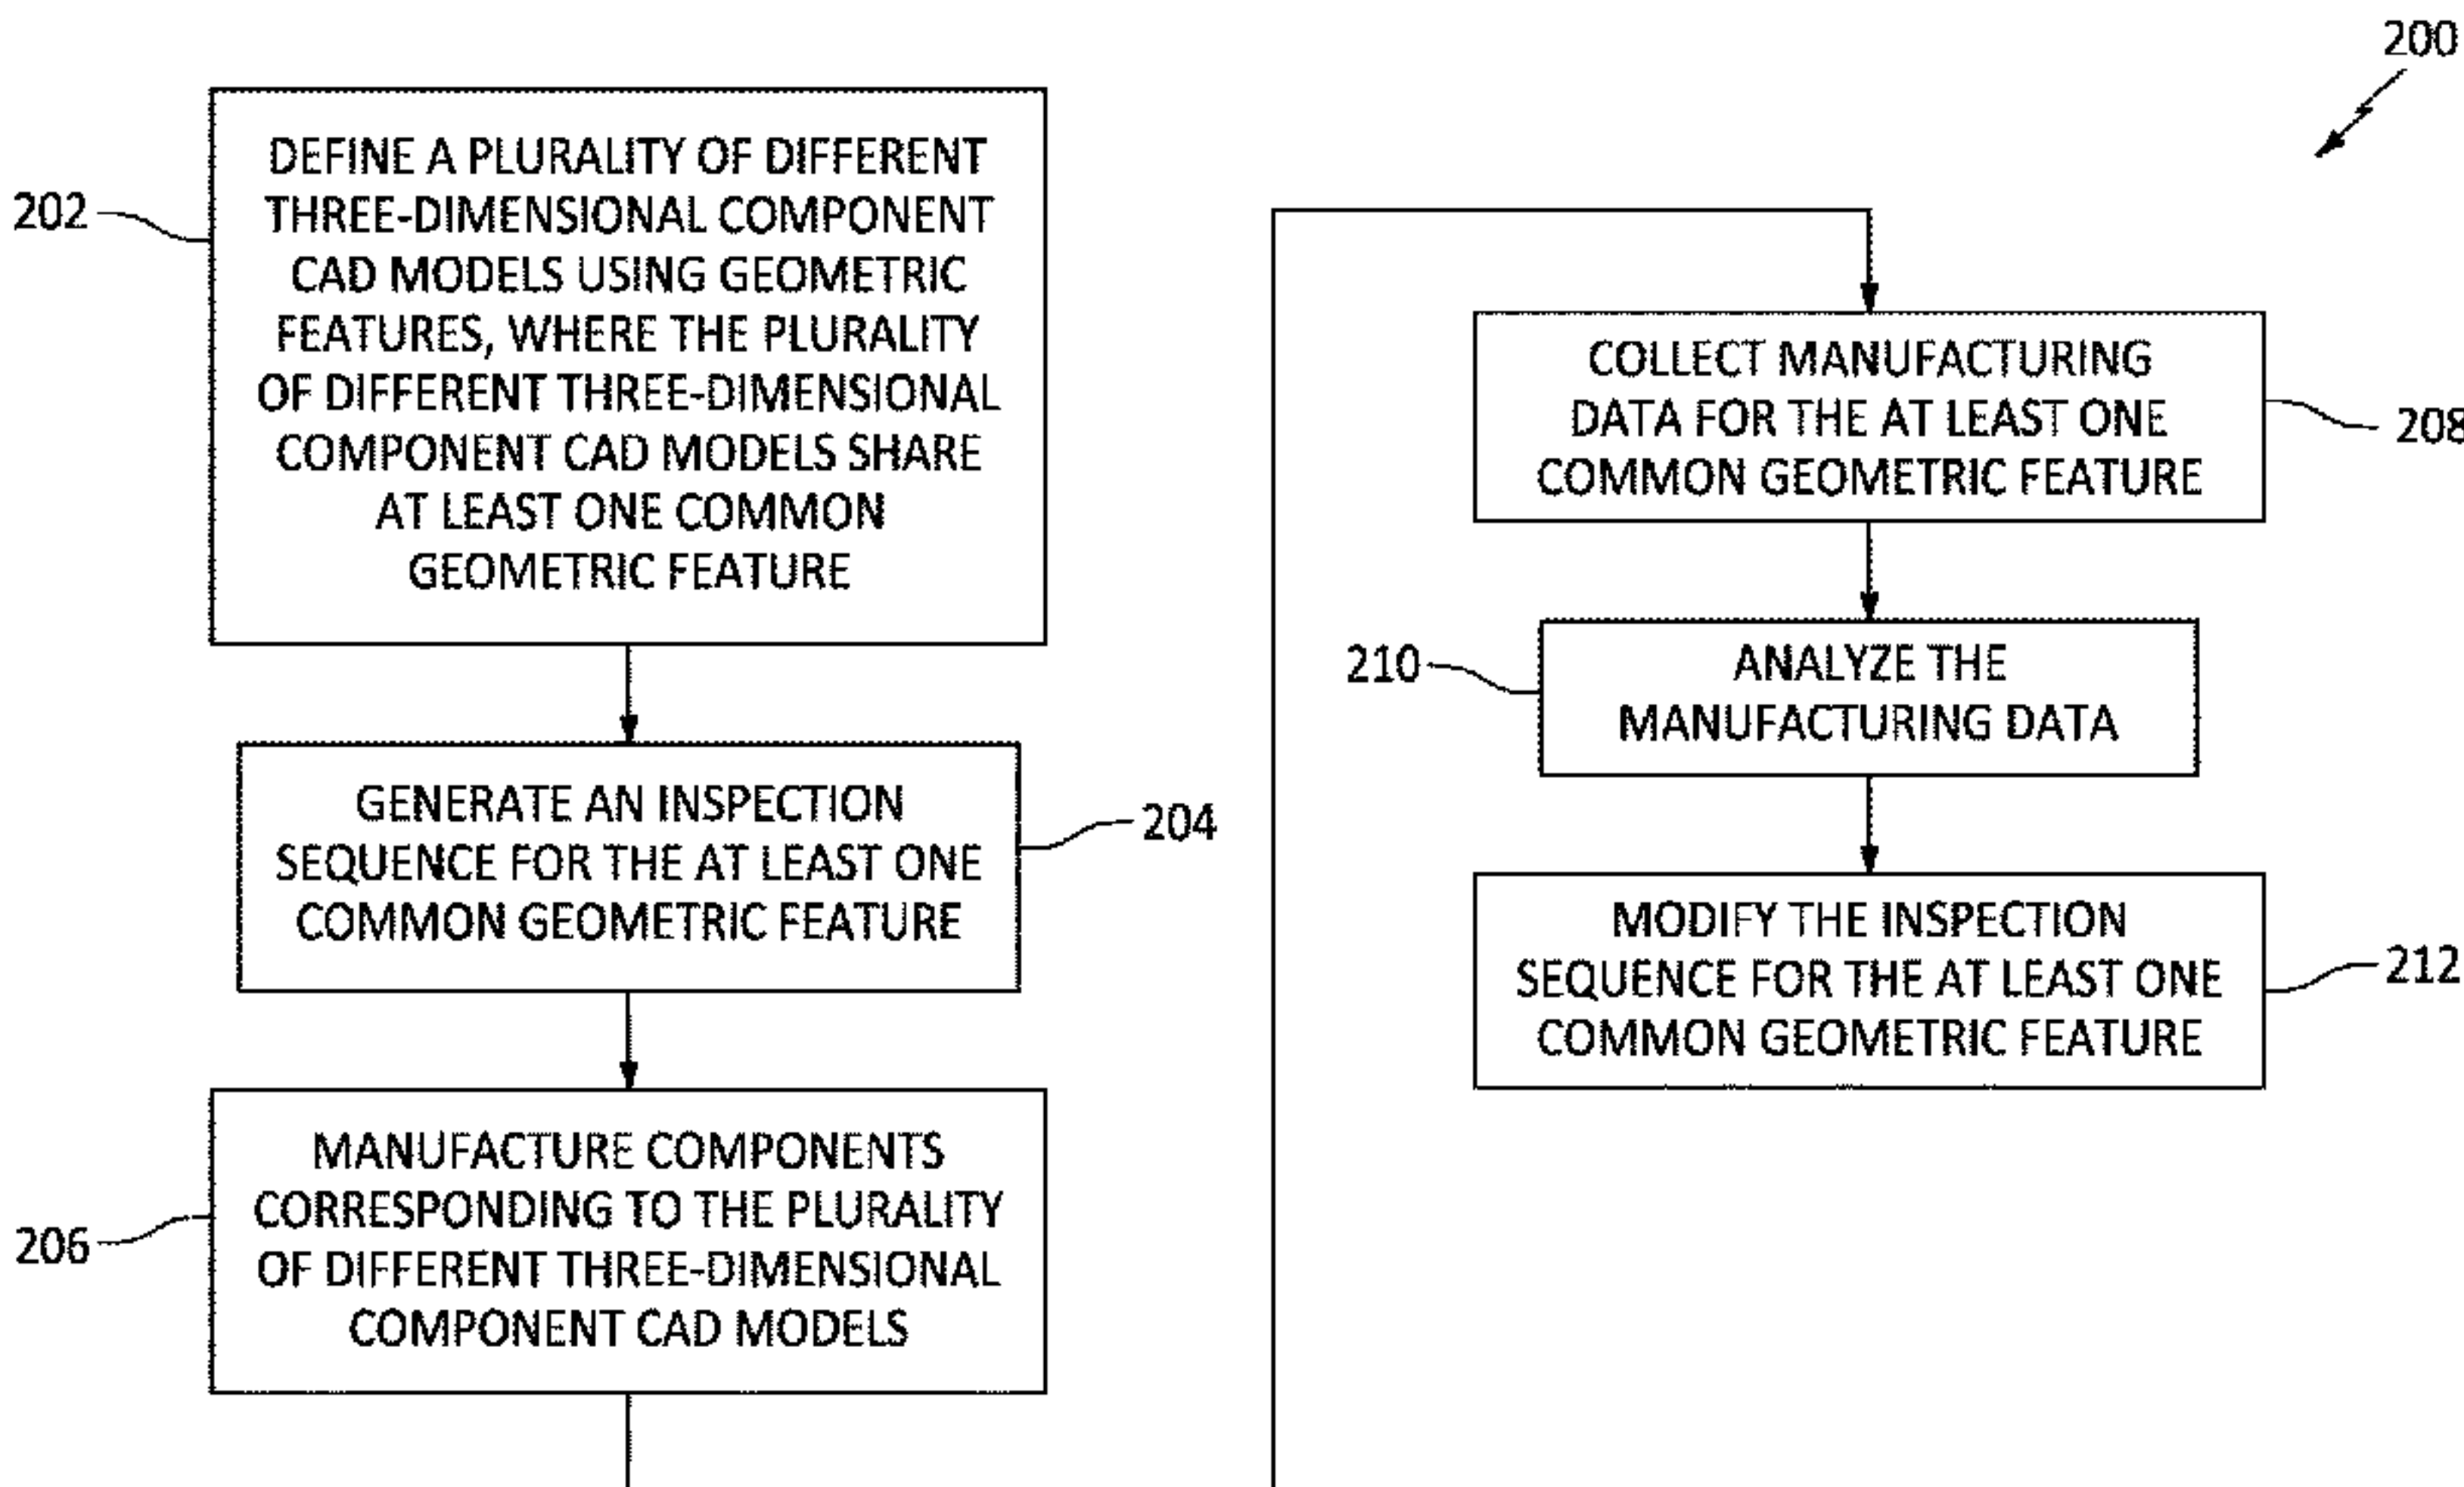 200
202
DEFINE A PLURALITY OF DIFFERENT
THREE-DIMENSIONAL COMPONENT
CAD MODELS USING GEOMETRIC
FEATURES, WHERE THE PLURALITY
OF DIFFERENT THREE-DIMENSIONAL
COMPONENT CAD MODELS SHARE
AT LEAST ONE COMMON
GEOMETRIC FEATURE
GENERATE AN INSPECTION
SEQUENCE FOR THE AT LEAST ONE
COMMON GEOMETRIC FEATURE
204
206
MANUFACTURE COMPONENTS
CORRESPONDING TO THE PLURALITY
OF DIFFERENT THREE-DIMENSIONAL
COMPONENT CAD MODELS
COLLECT MANUFACTURING
DATA FOR THE AT LEAST ONE
COMMON GEOMETRIC FEATURE
208
210
ANALYZE THE
MANUFACTURING DATA
MODIFY THE INSPECTION
SEQUENCE FOR THE AT LEAST ONE
COMMON GEOMETRIC FEATURE
212